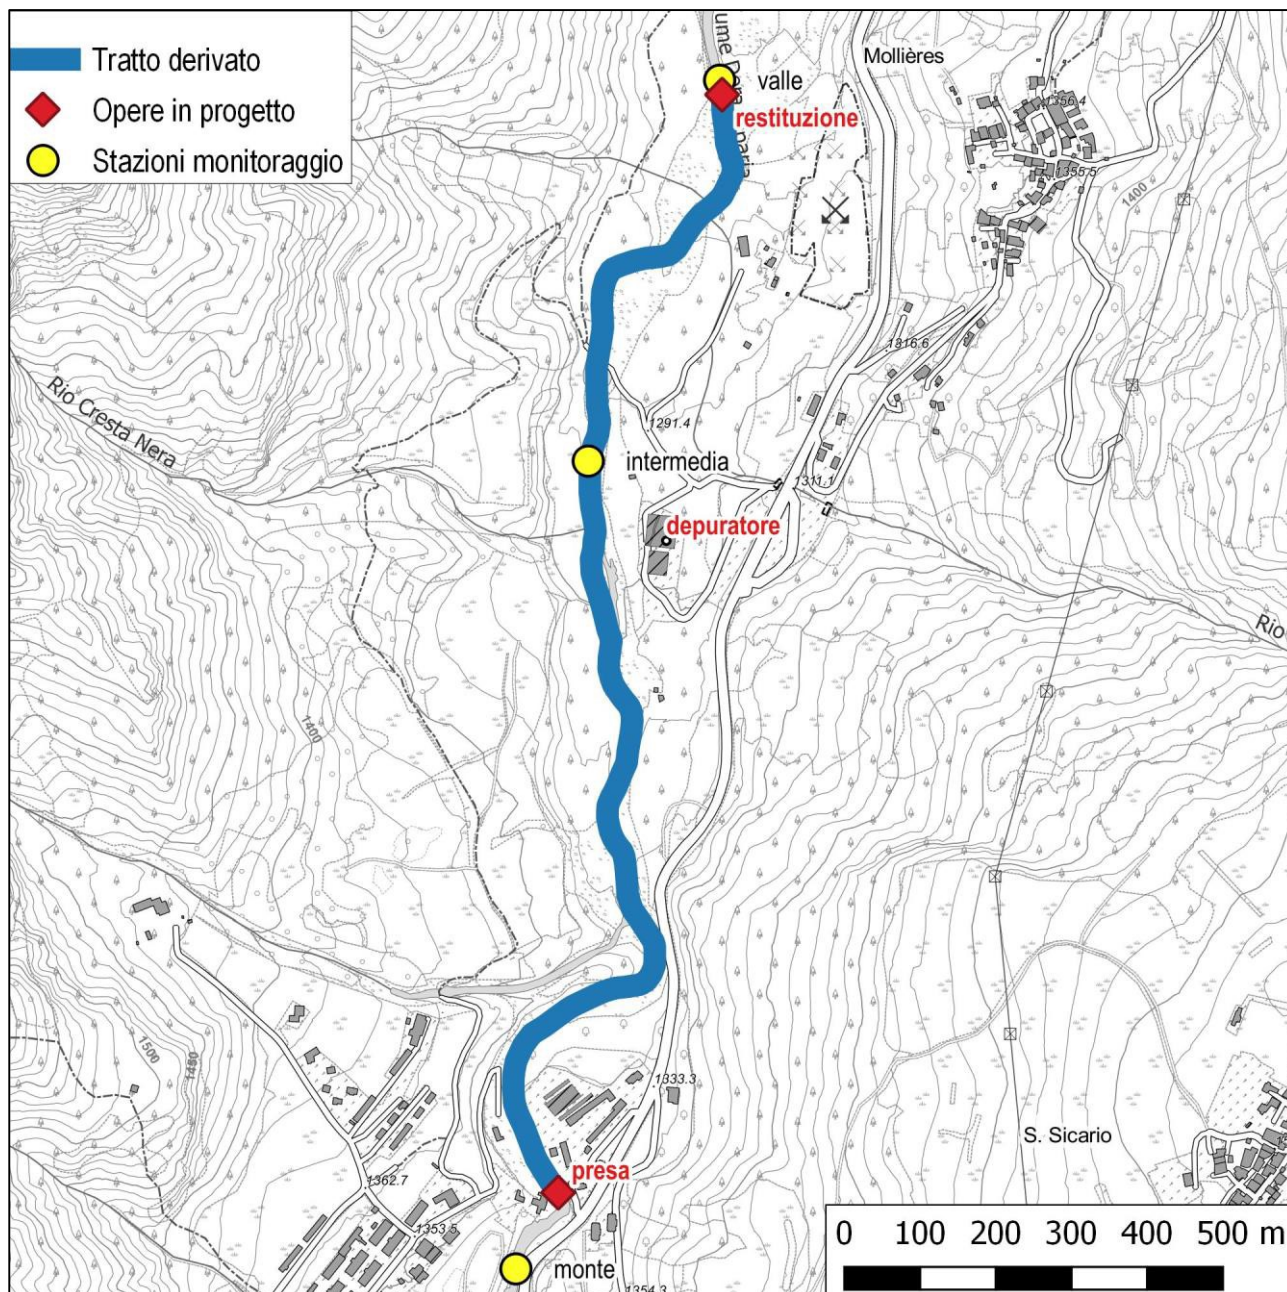 Tratto derivato
Opere in progetto
Stazioni monitoraggio
Mollières
valle
restituzione
1356.4
1355.5
1400
1316.6
Rio Cresta Nera
1291.4
intermedia
1311.1
depuratore
Rio
1400
1500
1450
1333.3
S. Sicario
presa
1362.7
1353.5
monte
1354.3
0 100 200 300 400 500 m